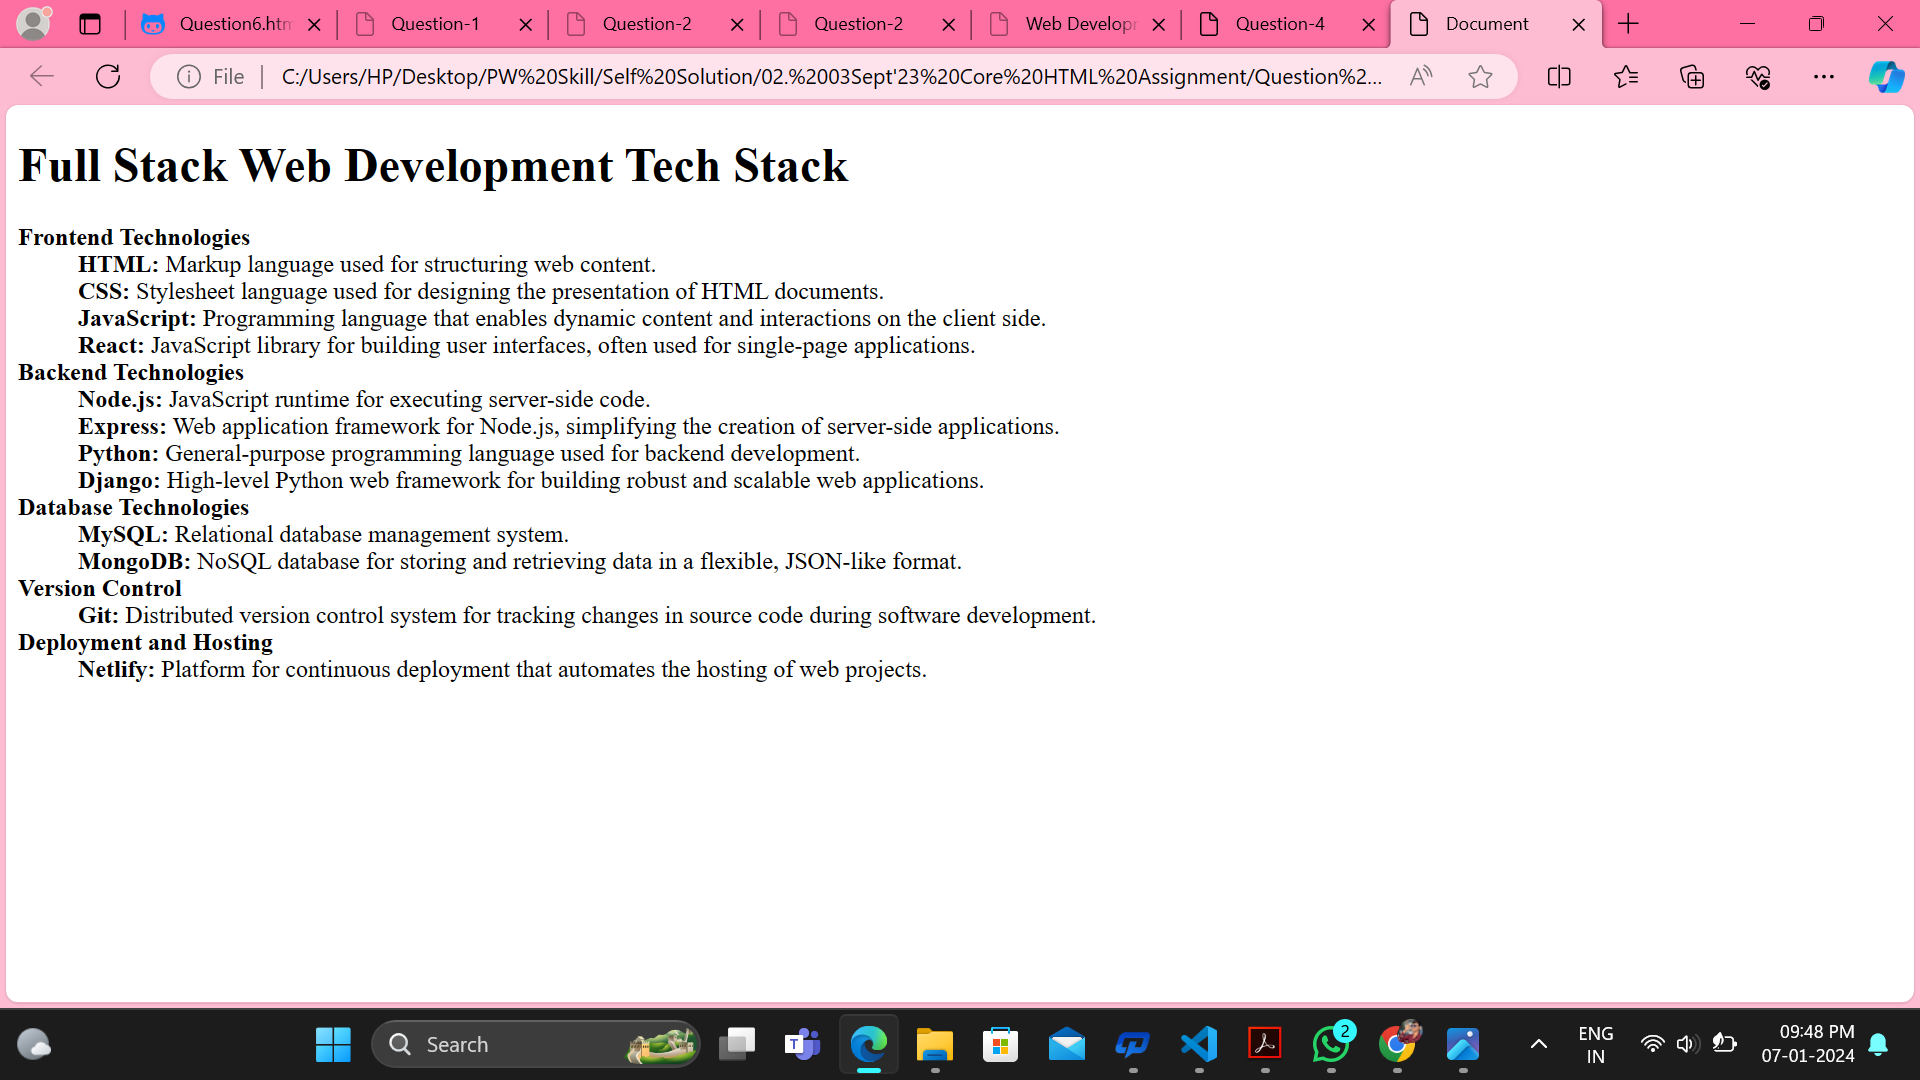 Question6.htm
Question-1
Question-2
Question-2
Web Developm
Question-4
Document
File
C:/Users/HP/Desktop/PW%20Skill/Self%20Solution/02.%2003Sept'23%20Core%20HTML%20Assignment/Question%2...
Full Stack Web Development Tech Stack
Frontend Technologies
HTML: Markup language used for structuring web content.
CSS: Stylesheet language used for designing the presentation of HTML documents.
JavaScript: Programming language that enables dynamic content and interactions on the client side.
React: JavaScript library for building user interfaces, often used for single-page applications.
Backend Technologies
Node.js: JavaScript runtime for executing server-side code.
Express: Web application framework for Node.js, simplifying the creation of server-side applications.
Python: General-purpose programming language used for backend development.
Django: High-level Python web framework for building robust and scalable web applications.
Database Technologies
MySQL: Relational database management system.
MongoDB: NoSQL database for storing and retrieving data in a flexible, JSON-like format.
Version Control
Git: Distributed version control system for tracking changes in source code during software development.
Deployment and Hosting
Netlify: Platform for continuous deployment that automates the hosting of web projects.
Search
2
ENG
IN
09:48 PM
07-01-2024